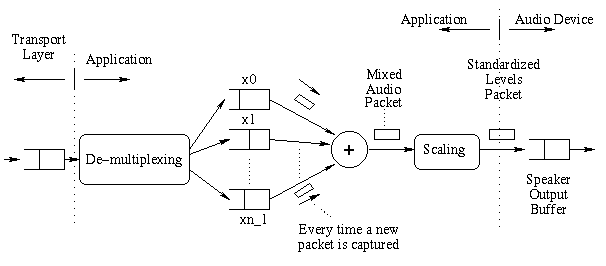 Transport
Layer
Application
Application
Audio Device
x0
Mixed
Audio
Packet
Standardized
Levels
Packet
x1
De-multiplexing
+
Scaling
xn_1
Speaker
Output
Buffer
Every time a new
packet is captured